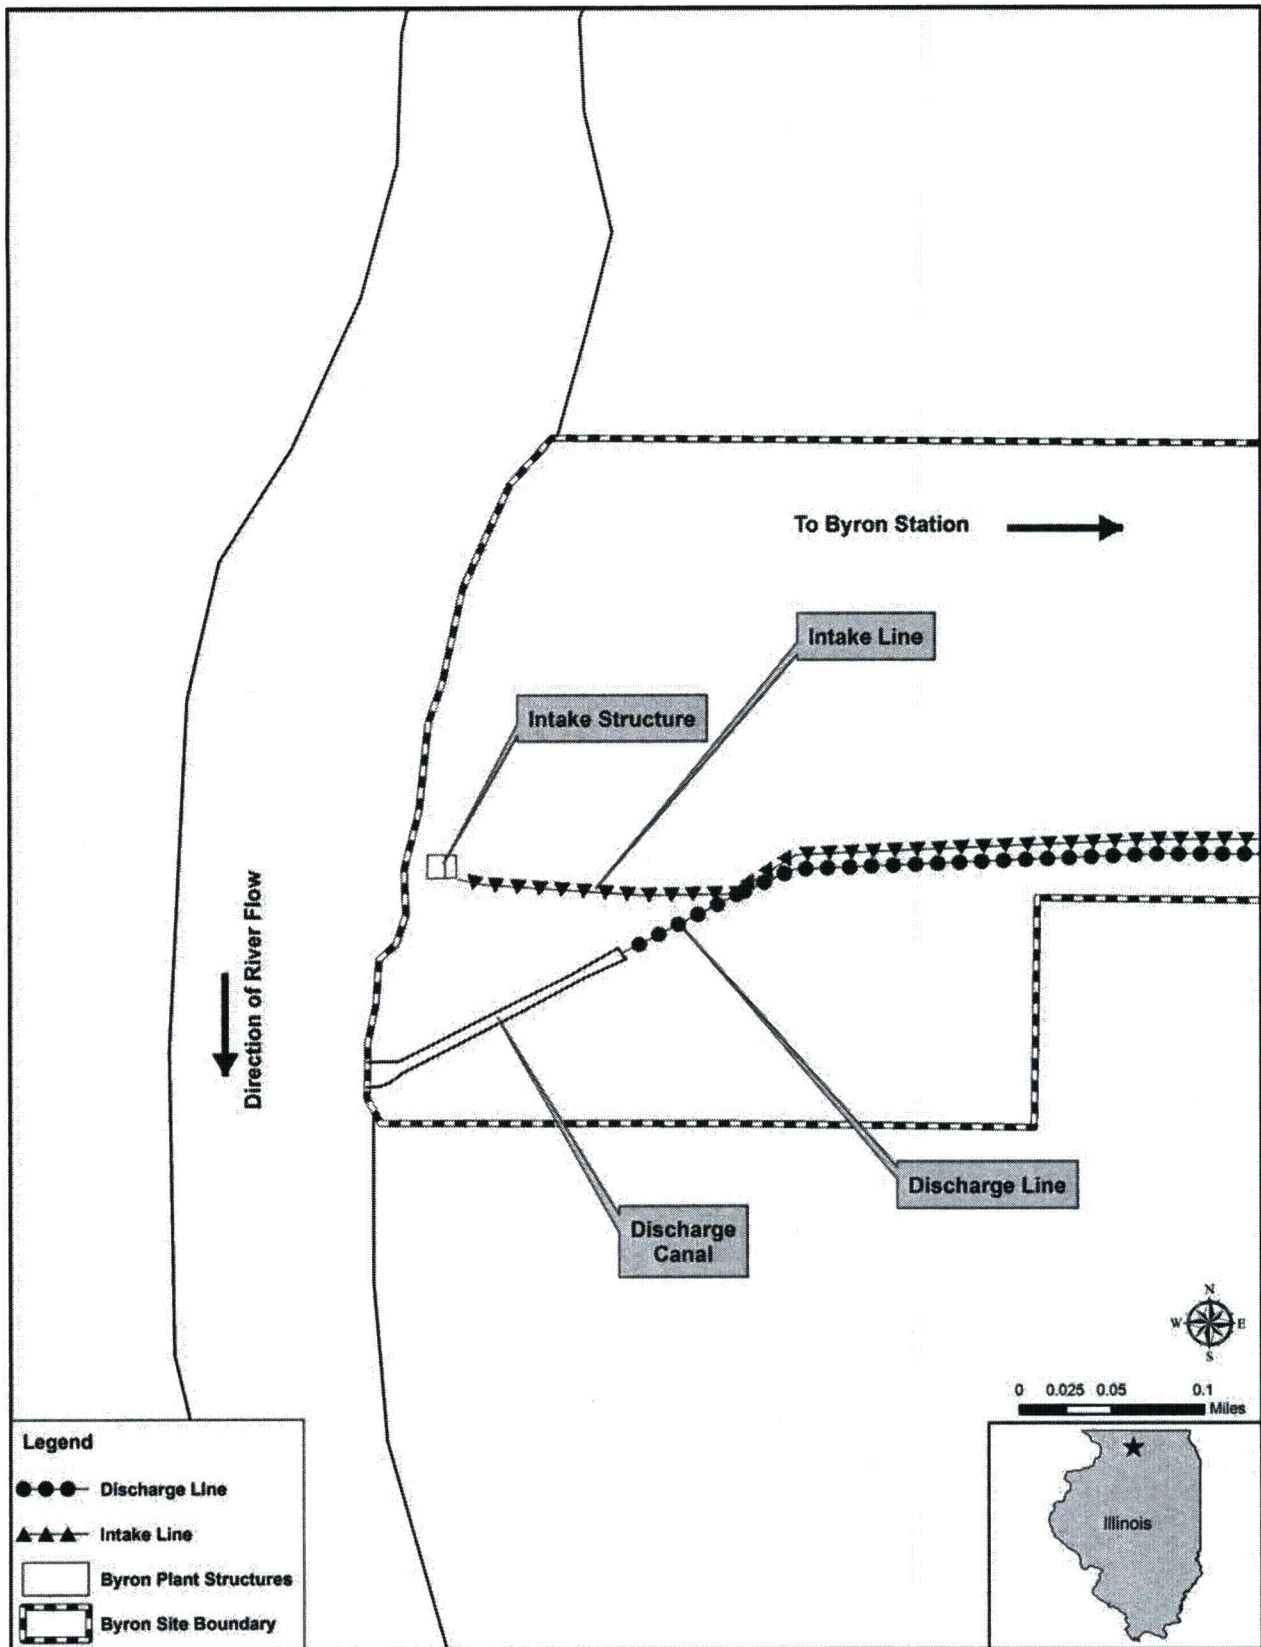 To Byron Station
Intake Line
Intake Structure
Direction of River Flow
Discharge Line
Discharge
Canal
N
W E
S
0 0.025 0.05 0.1
Miles
Legend
Discharge Line
Intake Line
Byron Plant Structures
Byron Site Boundary
Illinois